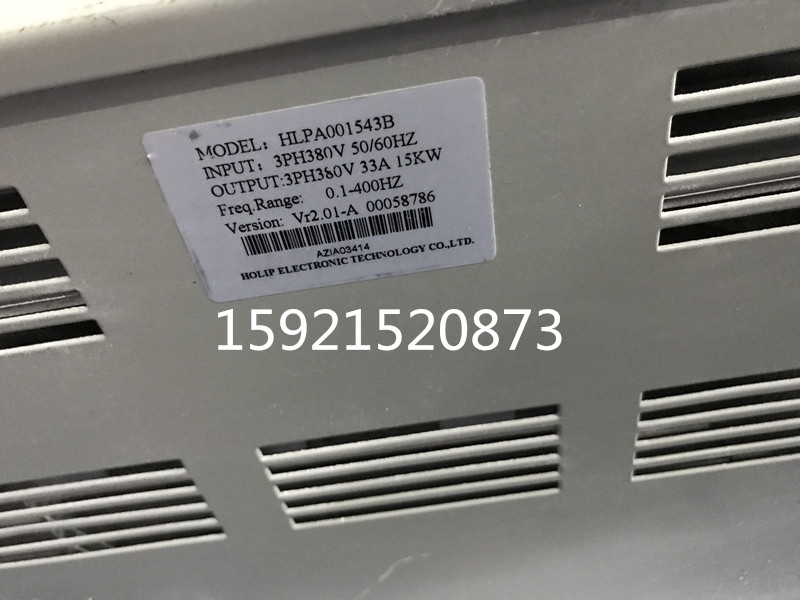 MODEL: HLPA001543B
INPUT: 3PH380V 50/60HZ
OUTPUT:3PH380V 33A 15KW
Freq.Range: 0.1-400HZ
Version: Vr2.01-A 00058786
AZIA03414
HOLIP ELECTRONIC TECHNOLOGY CO.,LTD.
15921520873